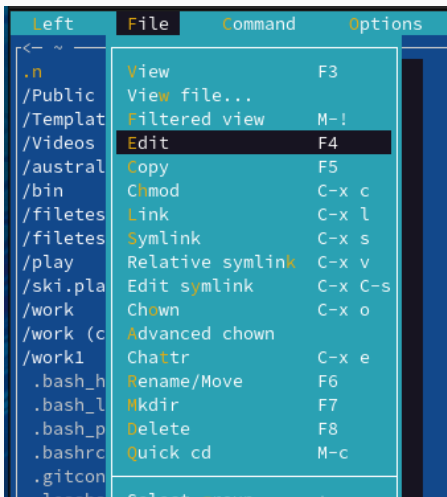 Left File Command Options
<– ~
.n
/Public
/Templat
/Videos
/austral
/bin
/filetes
/filetes
/play
/ski.pla
/work
/work (c
/work1
.bash_h
.bash_l
.bash_p
.bashrc
.gitcon
View F3
View file...
Filtered view M-!
Edit F4
Copy F5
Chmod C-x c
Link C-x l
Symlink C-x s
Relative symlink C-x v
Edit symlink C-x C-s
Chown C-x o
Advanced chown
Chattr C-x e
Rename/Move F6
Mkdir F7
Delete F8
Quick cd M-c